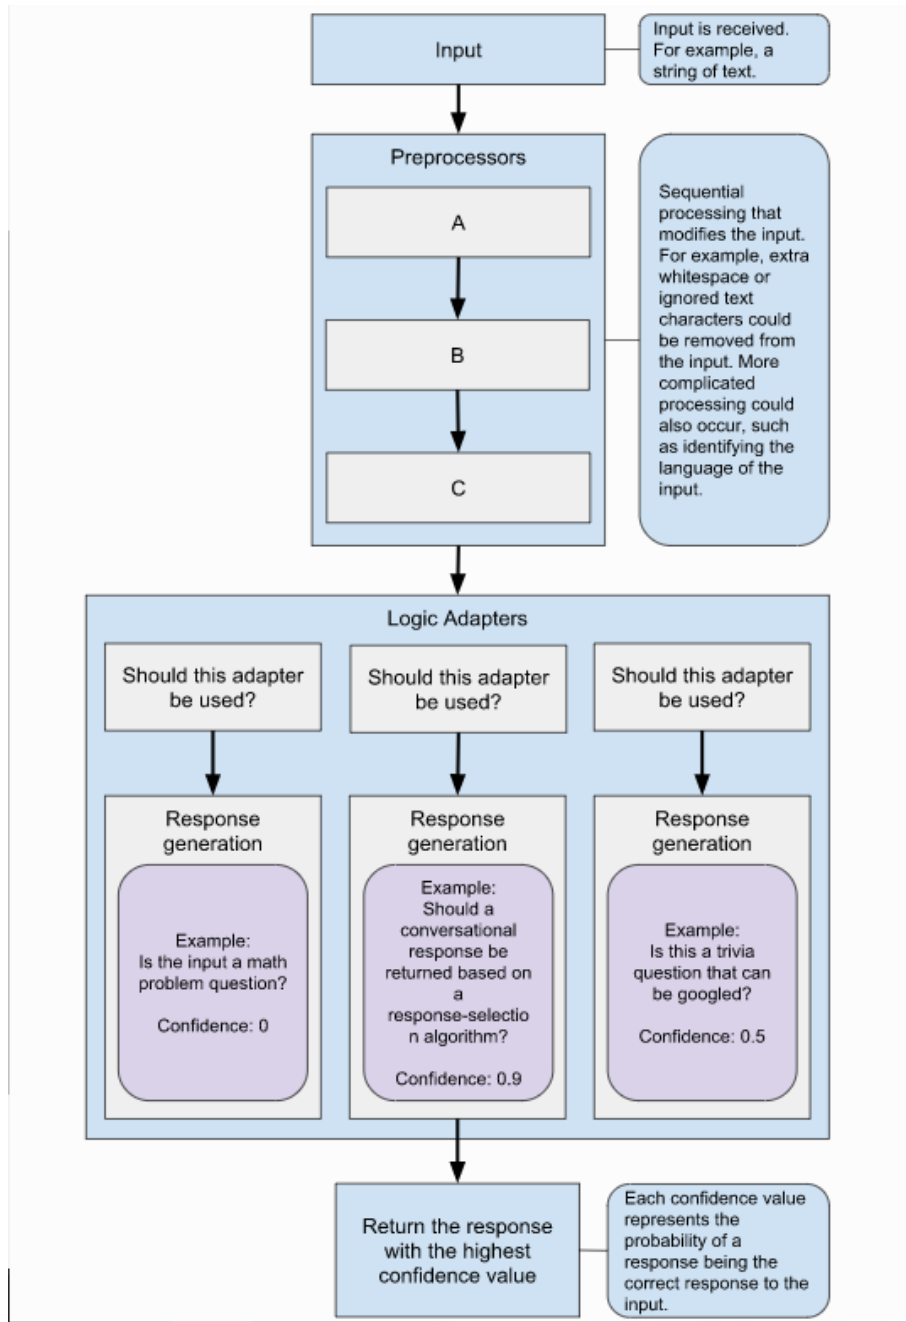 Input
Input is received.
For example, a
string of text.
Preprocessors
A
B
C
Sequential
processing that
modifies the input.
For example, extra
whitespace or
ignored text
characters could
be removed from
the input. More
complicated
processing could
also occur, such
as identifying the
language of the
input.
Logic Adapters
Should this adapter
be used?
Response
generation
Example:
Is the input a math
problem question?
Confidence: 0
Should this adapter
be used?
Response
generation
Example:
Should a
conversational
response be
returned based on
a
response-selectio
n algorithm?
Confidence: 0.9
Should this adapter
be used?
Response
generation
Example:
Is this a trivia
question that can
be googled?
Confidence: 0.5
Return the response
with the highest
confidence value
Each confidence value
represents the
probability of a
response being the
correct response to the
input.